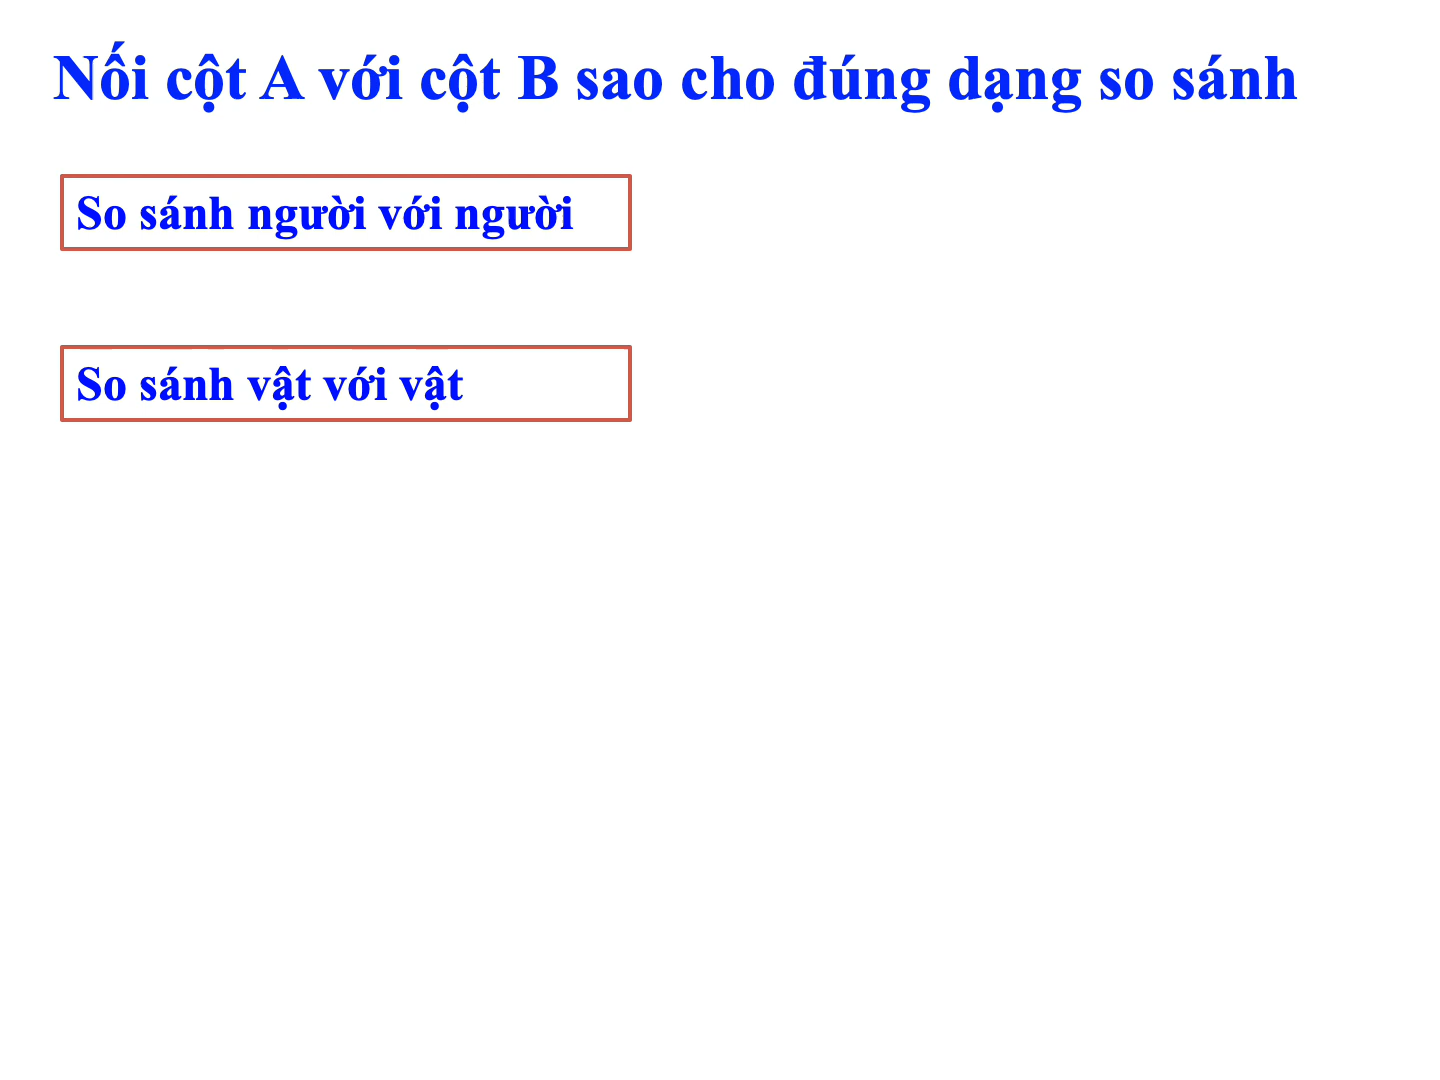 Nối cột A với cột B sao cho đúng dạng so sánh
So sánh người với người
So sánh vật với vật